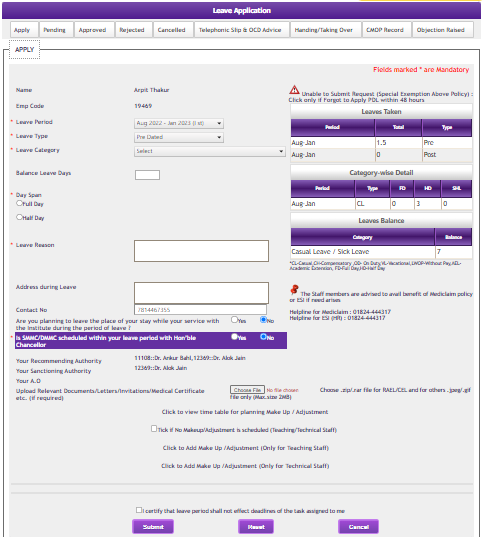 Leave Application
Apply Pending Approved Rejected Cancelled Telephonic Slip & OCD Advice Handing/Taking Over CMDP Record Objection Raised
APPLY
Fields marked * are Mandatory
Name Arpit Thakur
Emp Code 19469
* Leave Period Aug 2022 - Jan 2023 (1st)
* Leave Type Pre Dated
* Leave Category Select
Balance Leave Days
* Day Span
Full Day
Half Day
* Leave Reason
Address during Leave
Contact No 7814467355
Are you planning to leave the place of your stay while your service with the Institute during the period of leave ? Yes No
* Is SMMC/DMMC scheduled within your leave period with Hon'ble Chancellor Yes No
Your Recommending Authority 11108::Dr. Ankur Bahl,12369::Dr. Alok Jain
Your Sanctioning Authority 12369::Dr. Alok Jain
Your A.O
Upload Relevant Documents/Letters/Invitations/Medical Certificate etc. (if required) Choose File No file chosen
file only (Max.size 2MB)
Choose .zip/.rar file for RAEL/CEL and for others .jpeg/.gif
Unable to Submit Request (Special Exemption Above Policy) :
Click only if Forgot to Apply PDL within 48 hours
Leaves Taken
Period Total Type
Aug-Jan 1.5 Pre
Aug-Jan 0 Post
Category-wise Detail
Period Type FD HD SHL
Aug-Jan CL 0 3 0
Leaves Balance
Category Balance
Casual Leave / Sick Leave 7
*CL-Casual,CH-Compensatory ,OD- On Duty,VL-Vacational,LWOP-Without Pay,AEL-
Academic Extension, FD-Full Day,HD-Half Day
The Staff members are advised to avail benefit of Mediclaim policy
or ESI if need arises
Helpline for Mediclaim : 01824-444317
Helpline for ESI (HR) : 01824-444317
Click to view time table for planning Make Up / Adjustment
Tick if No Makeup/Adjustment is scheduled (Teaching/Technical Staff)
Click to Add Make Up /Adjustment (Only for Teaching Staff)
Click to Add Make Up /Adjustment (Only for Technical Staff)
I certify that leave period shall not effect deadlines of the task assigned to me
Submit Reset Cancel